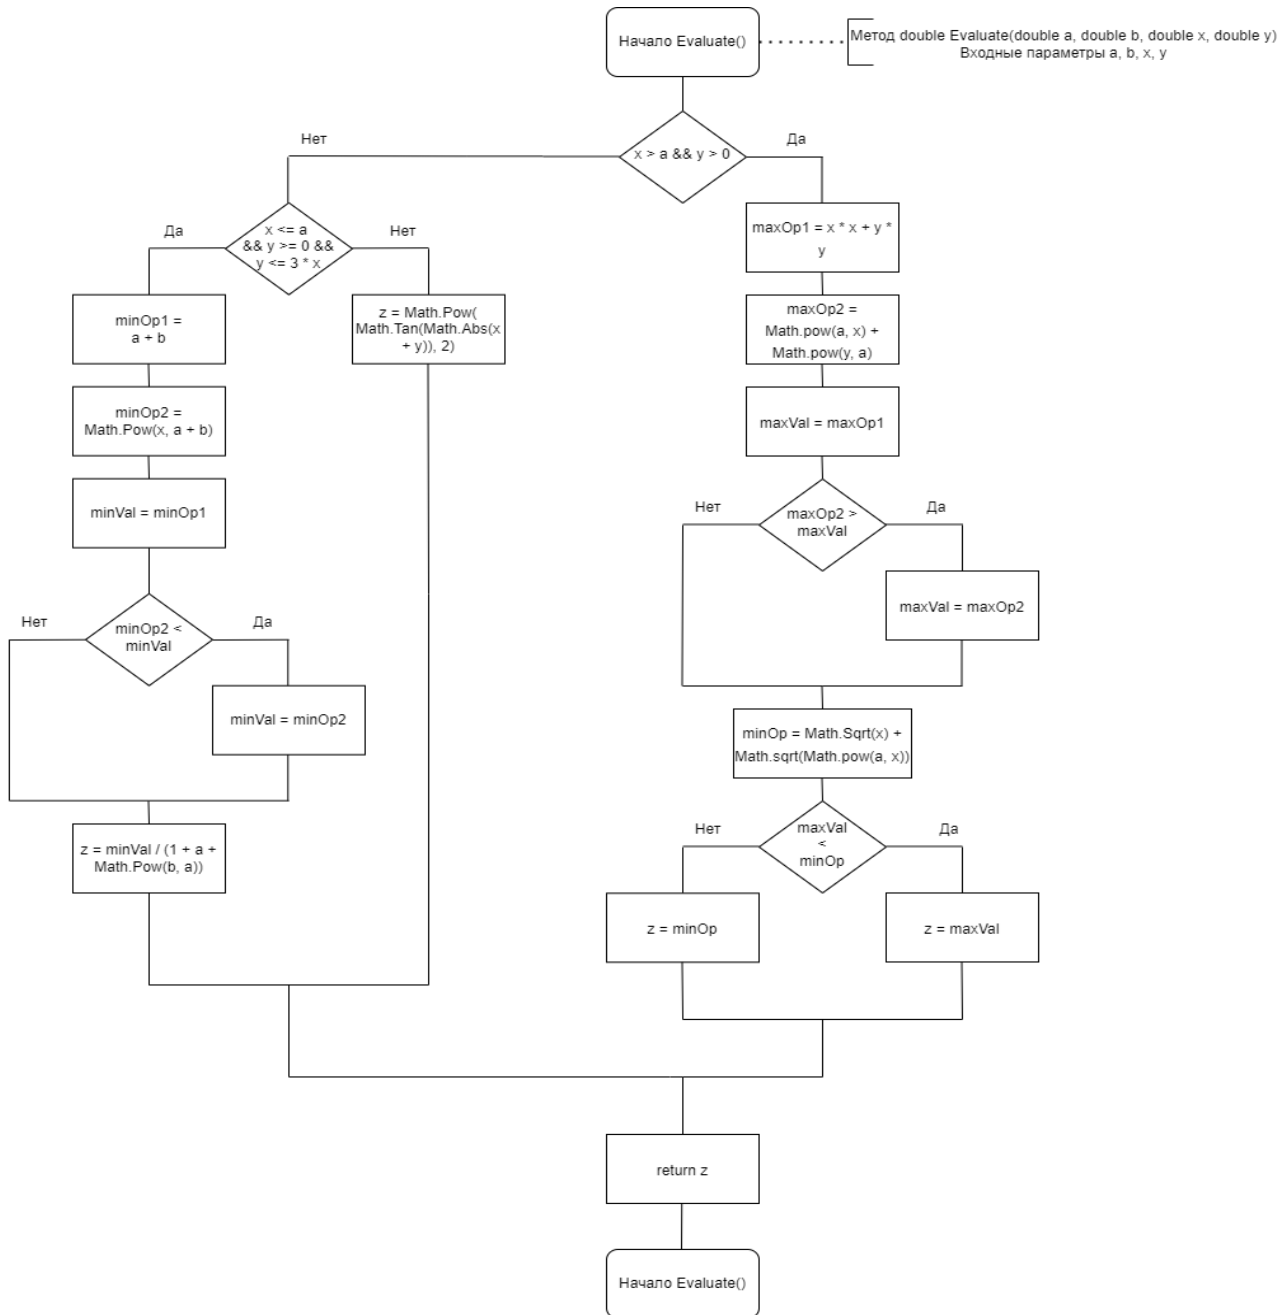 Начало Evaluate()
Метод double Evaluate(double a, double b, double x, double y)
Входные параметры a, b, x, y
Нет
Да
x > a && y > 0
Да
Нет
x <= a
&& y >= 0 &&
y <= 3 * x
maxOp1 = x * x + y *
y
minOp1 =
a + b
z = Math.Pow(
Math.Tan(Math.Abs(x
+ y)), 2)
maxOp2 =
Math.pow(a, x) +
Math.pow(y, a)
minOp2 =
Math.Pow(x, a + b)
maxVal = maxOp1
minVal = minOp1
Нет
Да
maxOp2 >
maxVal
maxVal = maxOp2
Нет
Да
minOp2 <
minVal
minVal = minOp2
minOp = Math.Sqrt(x) +
Math.sqrt(Math.pow(a, x))
Нет
Да
maxVal
<
minOp
z = minVal / (1 + a +
Math.Pow(b, a))
z = minOp
z = maxVal
return z
Начало Evaluate()